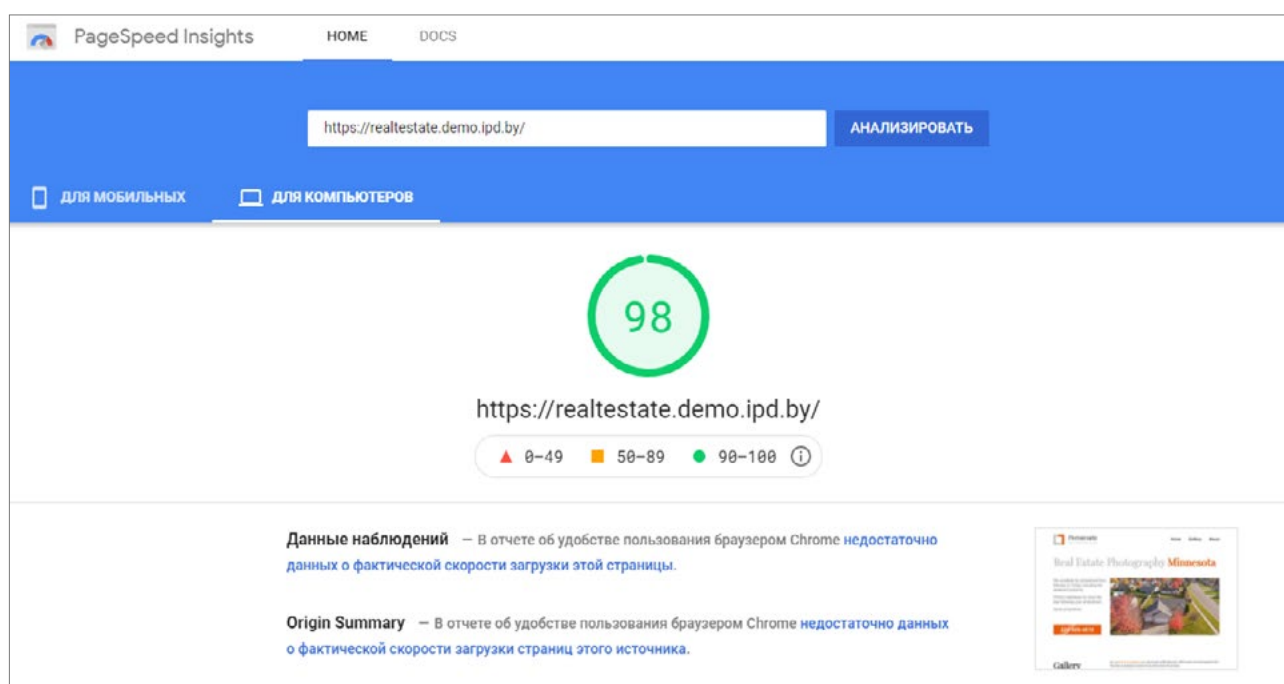 PageSpeed Insights HOME DOCS
https://realtestate.demo.ipd.by/ АНАЛИЗИРОВАТЬ
ДЛЯ МОБИЛЬНЫХ ДЛЯ КОМПЬЮТЕРОВ
98
https://realtestate.demo.ipd.by/
0–49 50–89 90–100
Данные наблюдений — В отчете об удобстве пользования браузером Chrome недостаточно
данных о фактической скорости загрузки этой страницы.
Origin Summary — В отчете об удобстве пользования браузером Chrome недостаточно данных
о фактической скорости загрузки страниц этого источника.
Real Estate Photography Minnesota
Gallery